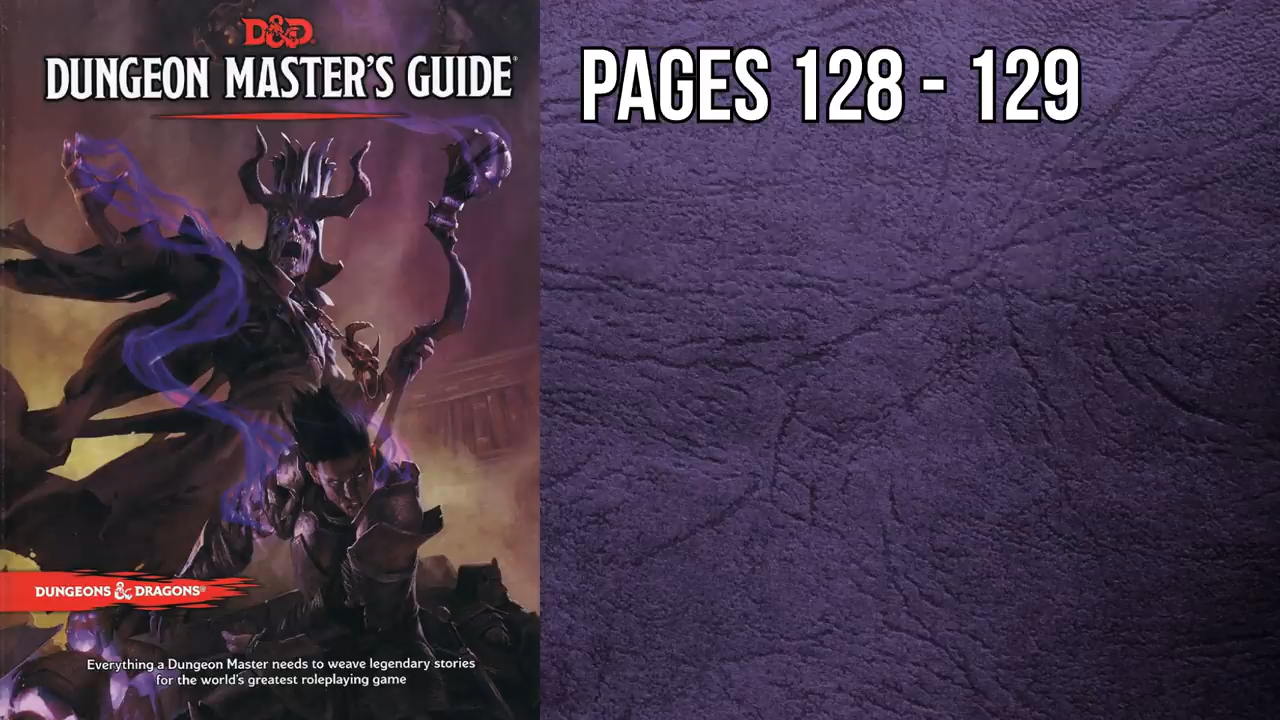 D&D
DUNGEON MASTER'S GUIDE®
DUNGEONS & DRAGONS®
Everything a Dungeon Master needs to weave legendary stories
for the world's greatest roleplaying game
PAGES 128 - 129